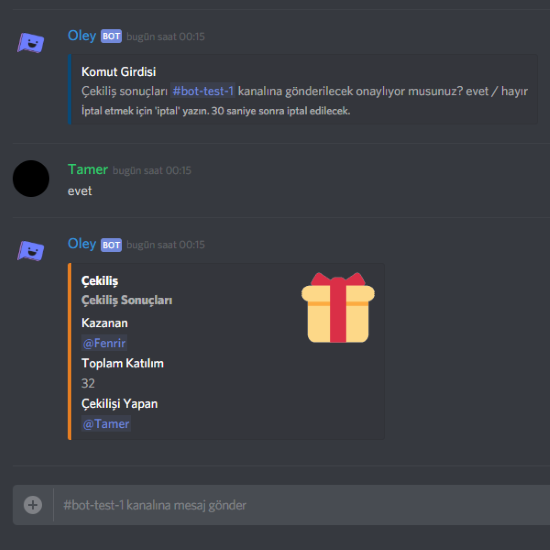 Oley BOT bugün saat 00:15
Komut Girdisi
Çekiliş sonuçları #bot-test-1 kanalına gönderilecek onaylıyor musunuz? evet / hayır
İptal etmek için 'iptal' yazın. 30 saniye sonra iptal edilecek.
Tamer bugün saat 00:15
evet
Oley BOT bugün saat 00:15
Çekiliş
Çekiliş Sonuçları
Kazanan
@Fenrir
Toplam Katılım
32
Çekilişi Yapan
@Tamer
#bot-test-1 kanalına mesaj gönder